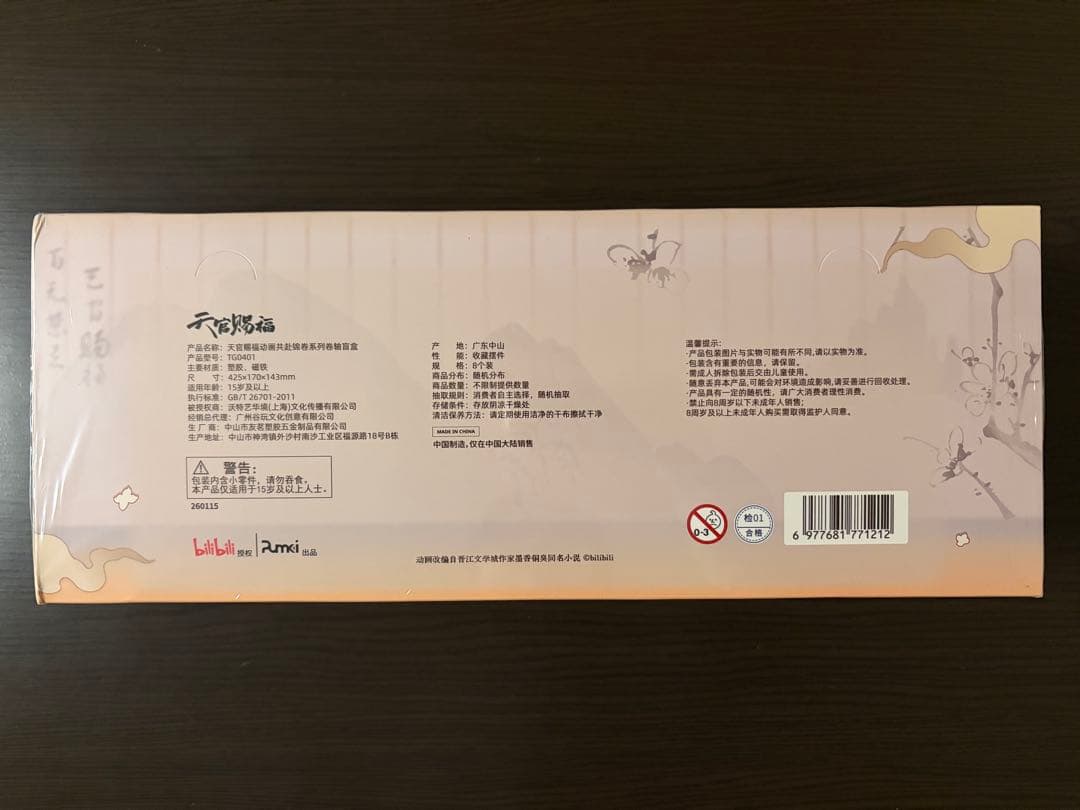 天官赐福
产品名称：天官赐福动画共赴锦卷系列卷轴盲盒
产品型号：TG0401
主要材质：塑胶、磁铁
尺 寸：425×170×143mm
适用年龄：15岁及以上
执行标准：GB/T 26701-2011
被授权商：沃特艺华境(上海)文化传播有限公司
经销总代理：广州谷玩文化创意有限公司
生 厂 商：中山市友茗塑胶五金制品有限公司
生产地址：中山市神湾镇外沙村南沙工业区福源路18号B栋
警告：
包装内含小零件，请勿吞食。
本产品仅适用于15岁及以上人士。
260115
bilibili 授权 | Pumki 出品
产 地：广东中山
性 能：收藏摆件
规 格：8个装
商品分布：随机分布
商品数量：不限制提供数量
抽取规则：消费者自主选择，随机抽取
存储条件：存放阴凉干燥处
清洁保养方法：请定期使用洁净的干布擦拭干净
MADE IN CHINA
中国制造,仅在中国大陆销售
动画改编自晋江文学城作家墨香铜臭同名小说 ©bilibili
温馨提示：
·产品包装图片与实物可能有所不同,请以实物为准。
·包装含有重要的信息，请保留。
·需成人拆除包装后交由儿童使用。
·随意丢弃本产品,可能会对环境造成影响,请妥善进行回收处理。
·产品具有一定的随机性，请广大消费者理性消费。
·禁止向8周岁以下未成年人销售；
8周岁及以上未成年人购买需取得监护人同意。
0-3
检01
合格
6 977681 771212